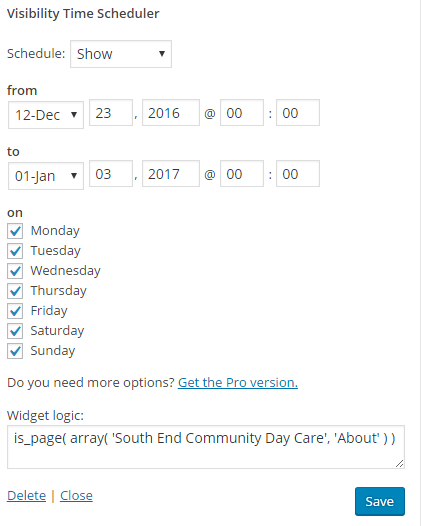 Visibility Time Scheduler
Schedule: Show
from
12-Dec 23 , 2016 @ 00 : 00
to
01-Jan 03 , 2017 @ 00 : 00
on
Monday
Tuesday
Wednesday
Thursday
Friday
Saturday
Sunday
Do you need more options? Get the Pro version.
Widget logic:
is_page( array( 'South End Community Day Care', 'About' ) )
Delete | Close
Save